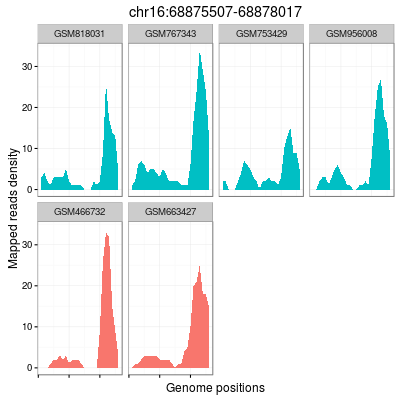 chr16:68875507-68878017
GSM818031 GSM767343 GSM753429 GSM956008
30
20
10
0
GSM466732 GSM663427
30
20
10
0
Mapped reads density
Genome positions